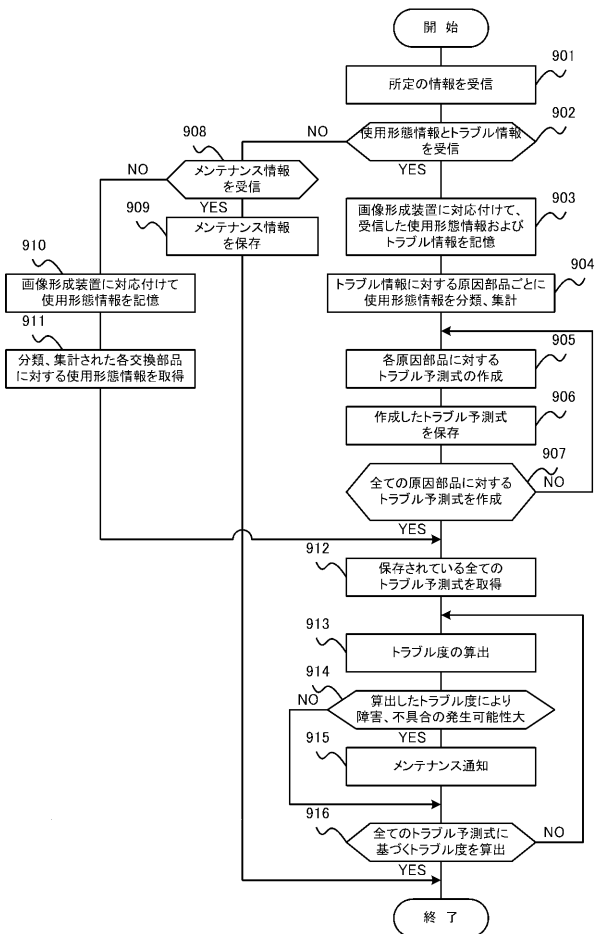 開 始
901
所定の情報を受信
902
使用形態情報とトラブル情報
を受信
NO
YES
908
メンテナンス情報
を受信
NO
YES
909
メンテナンス情報
を保存
903
画像形成装置に対応付けて、
受信した使用形態情報および
トラブル情報を記憶
904
トラブル情報に対する原因部品ごとに
使用形態情報を分類、集計
910
画像形成装置に対応付けて
使用形態情報を記憶
911
分類、集計された各交換部品
に対する使用形態情報を取得
905
各原因部品に対する
トラブル予測式の作成
906
作成したトラブル予測式
を保存
907
全ての原因部品に対する
トラブル予測式を作成
NO
YES
912
保存されている全ての
トラブル予測式を取得
913
トラブル度の算出
914
算出したトラブル度により
障害、不具合の発生可能性大
NO
YES
915
メンテナンス通知
916
全てのトラブル予測式に
基づくトラブル度を算出
NO
YES
終 了